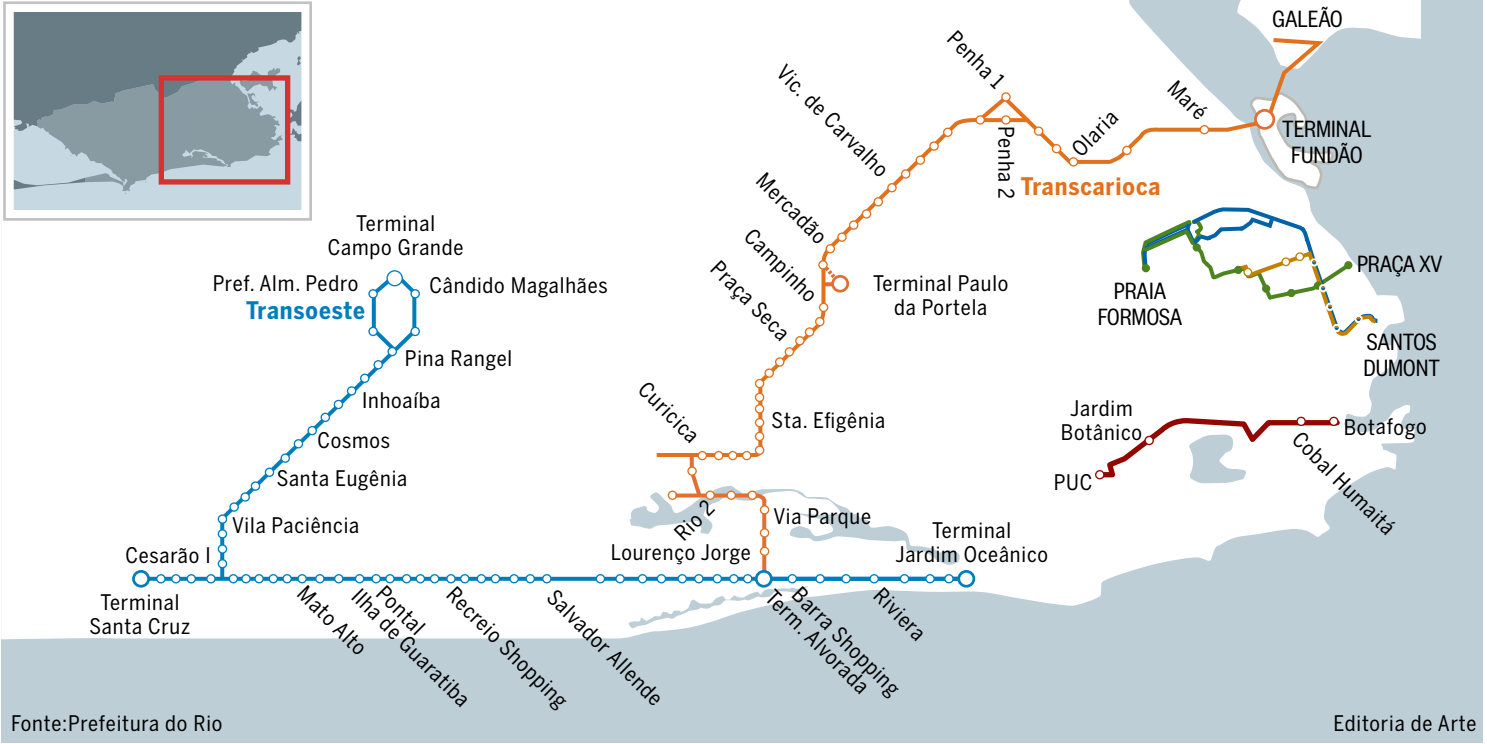 GALEÃO
Penha 1
Vic. de Carvalho
Maré
Olaria
TERMINAL
FUNDÃO
Penha 2
Transcarioca
Mercadão
Terminal
Campo Grande
Campinho
PRAÇA XV
Pref. Alm. Pedro
Cândido Magalhães
Praça Seca
Terminal Paulo
da Portela
PRAIA
FORMOSA
Transoeste
SANTOS
DUMONT
Pina Rangel
Inhoaíba
Curicica
Sta. Efigênia
Jardim
Botânico
Botafogo
Cosmos
Cobal Humaitá
Santa Eugênia
PUC
Vila Paciência
Rio 2
Via Parque
Cesarão I
Lourenço Jorge
Terminal
Jardim Oceânico
Terminal
Santa Cruz
Mato Alto
Ilha de Guaratiba
Pontal
Recreio Shopping
Salvador Allende
Term. Alvorada
Barra Shopping
Riviera
Fonte:Prefeitura do Rio
Editoria de Arte